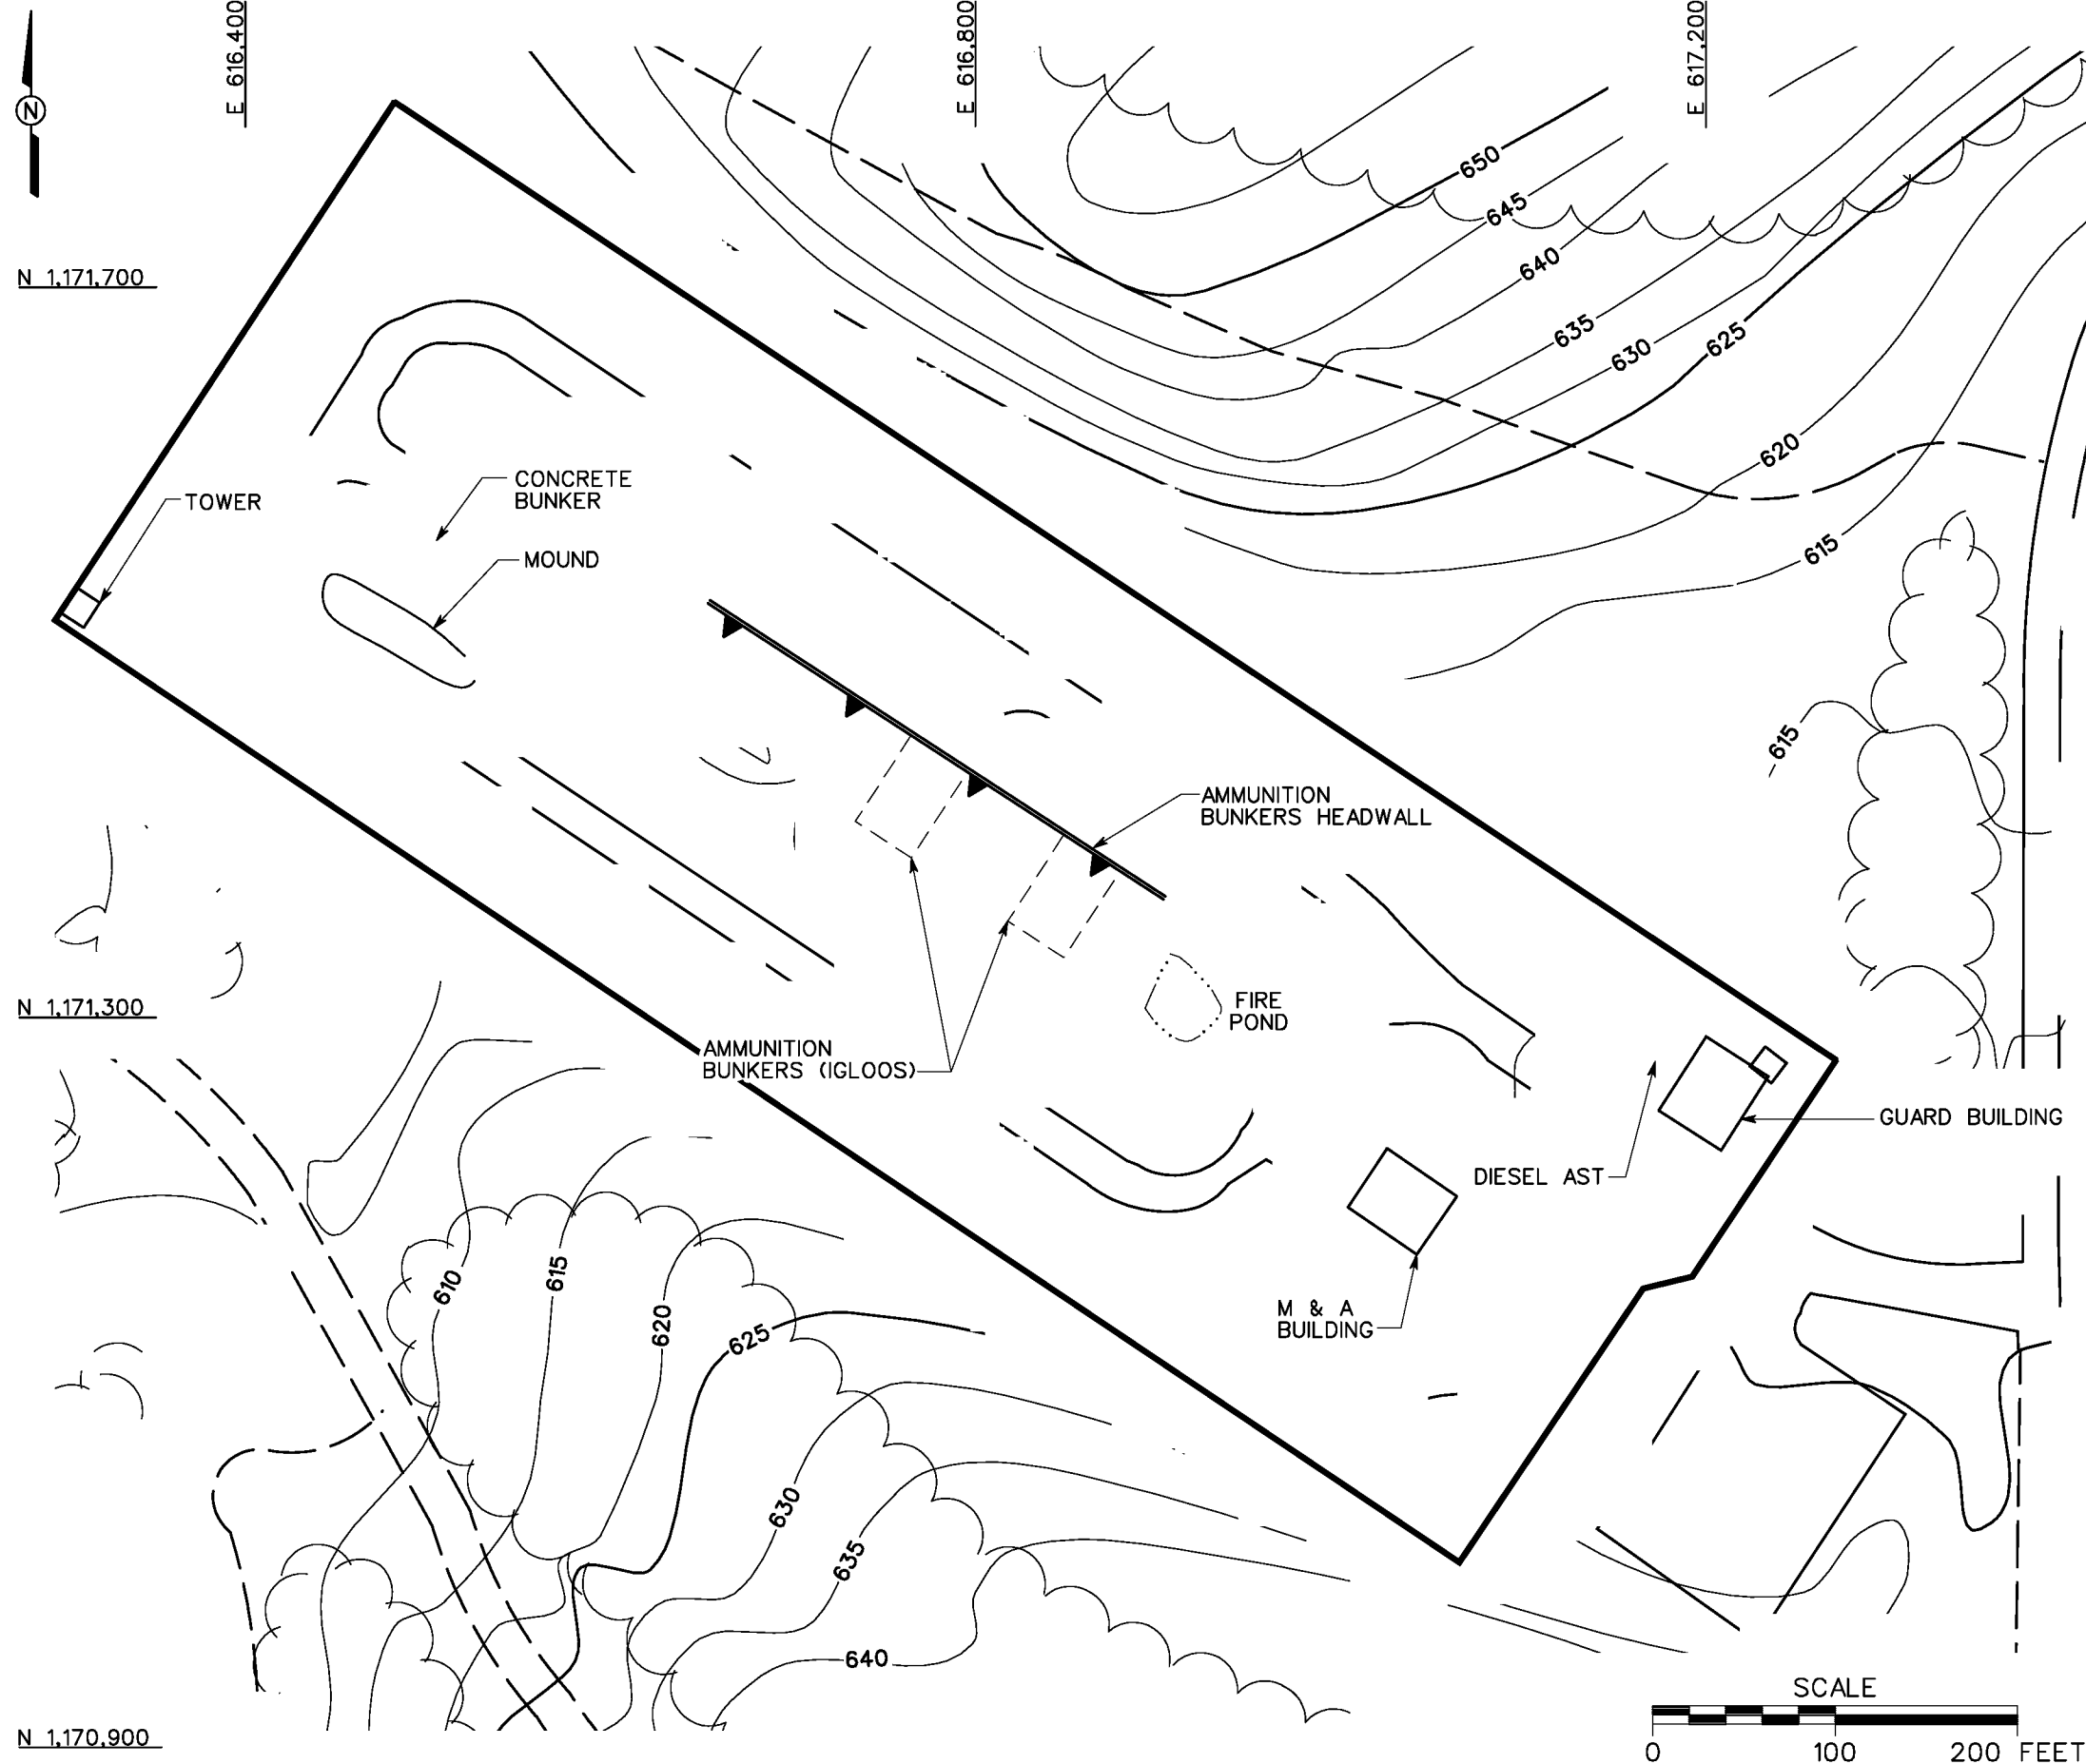 E 616,400
E 616,800
E 617,200
N
650
645
N 1,171,700
640
635
625
630
620
CONCRETE
BUNKER
TOWER
615
MOUND
615
AMMUNITION
BUNKERS HEADWALL
N 1,171,300
FIRE
POND
AMMUNITION
BUNKERS (IGLOOS)
GUARD BUILDING
DIESEL AST
610
615
620
625
M & A
BUILDING
630
635
640
SCALE
N 1,170,900
0 100 200 FEET